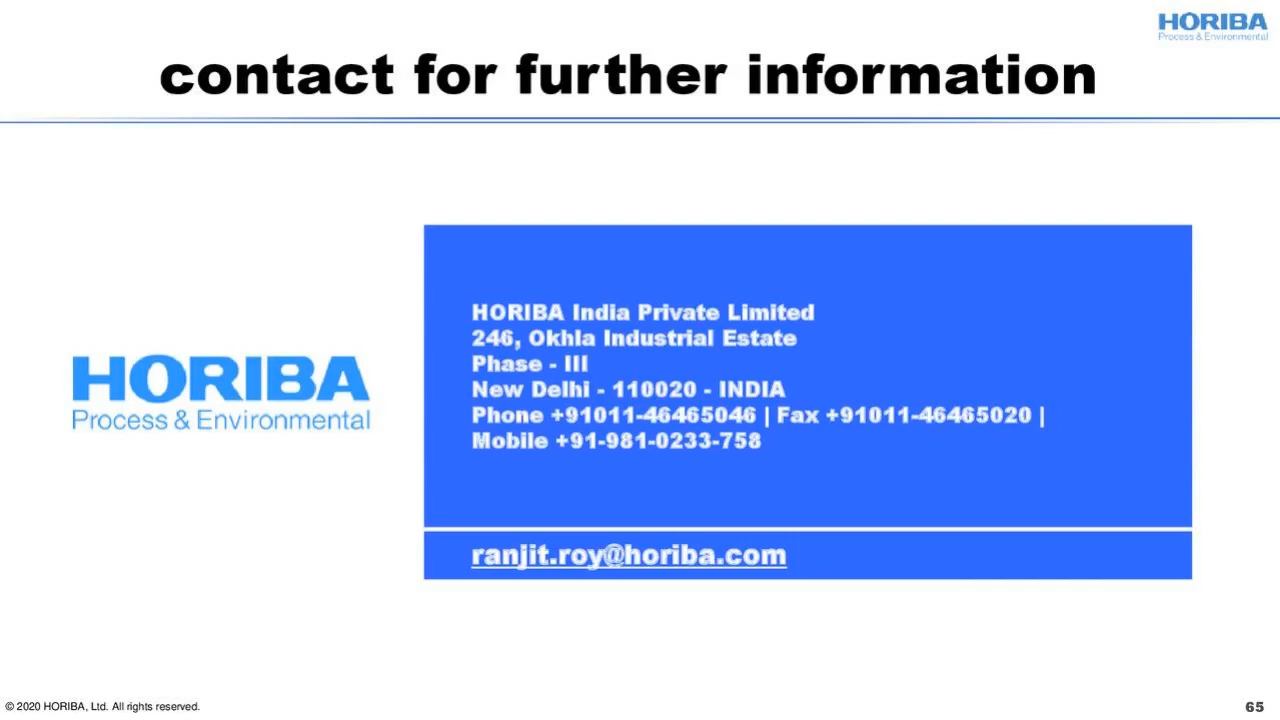 HORIBA
Process & Environmental
contact for further information
HORIBA
Process & Environmental
HORIBA India Private Limited
246, Okhla Industrial Estate
Phase - III
New Delhi - 110020 - INDIA
Phone +91011-46465046 | Fax +91011-46465020 |
Mobile +91-981-0233-758
ranjit.roy@horiba.com
© 2020 HORIBA, Ltd. All rights reserved.
65